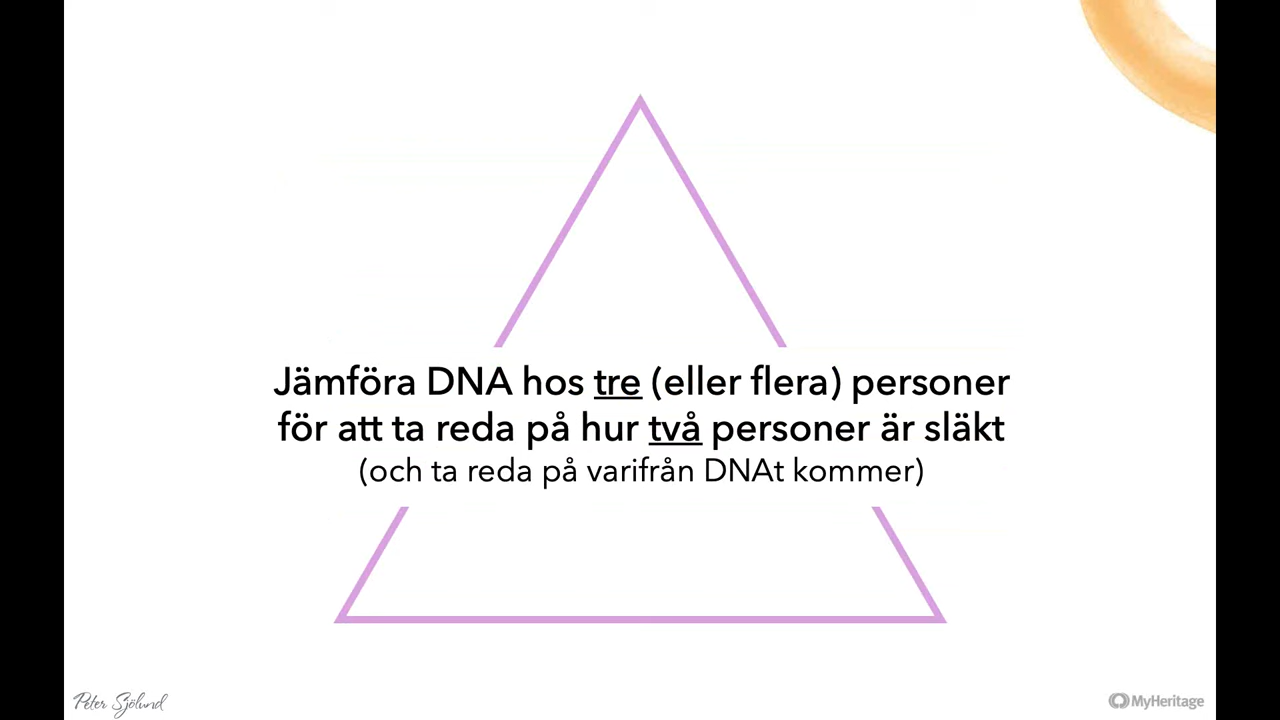 Jämföra DNA hos tre (eller flera) personer
för att ta reda på hur två personer är släkt
(och ta reda på varifrån DNAt kommer)
Peter Sjölund
MyHeritage